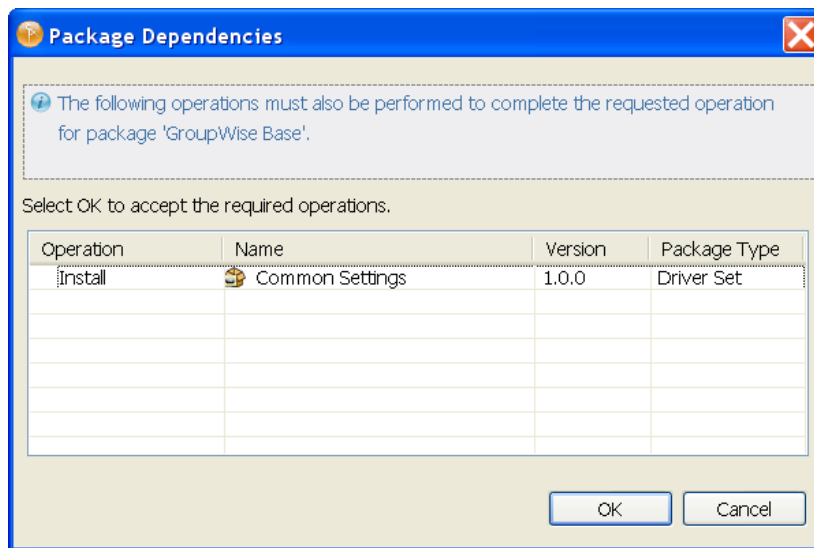 Package Dependencies
The following operations must also be performed to complete the requested operation
for package 'GroupWise Base'.
Select OK to accept the required operations.
Operation Name Version Package Type
Install Common Settings 1.0.0 Driver Set
OK Cancel